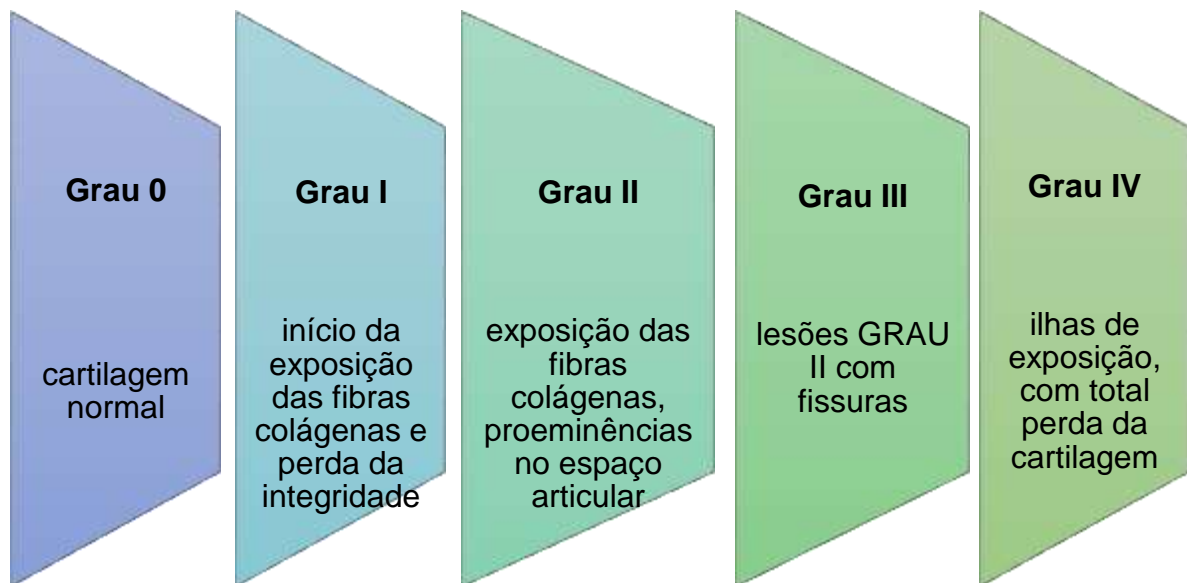 Grau 0
cartilagem
normal
Grau I
início da
exposição
das fibras
colágenas e
perda da
integridade
Grau II
exposição das
fibras
colágenas,
proeminências
no espaço
articular
Grau III
lesões GRAU
II com
fissuras
Grau IV
ilhas de
exposição,
com total
perda da
cartilagem